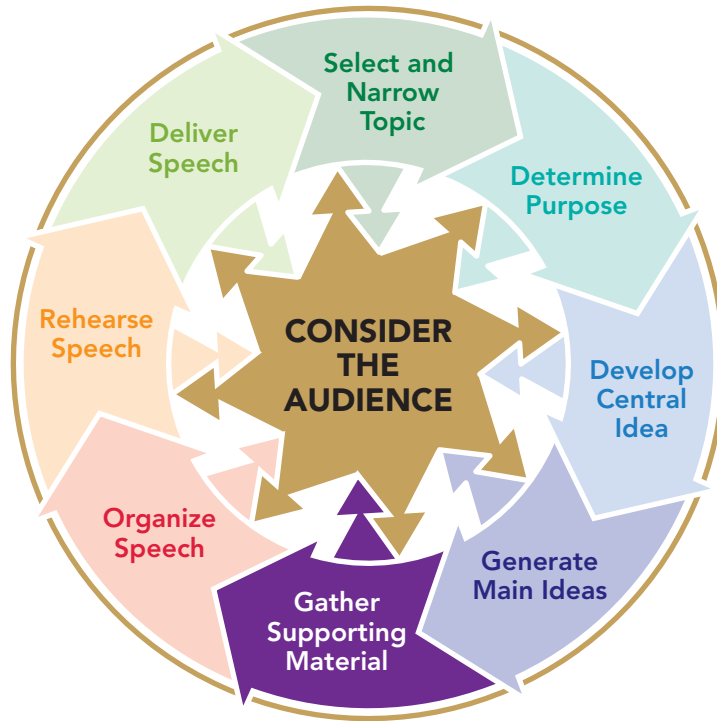 Select and
Narrow
Topic
Determine
Purpose
Develop
Central
Idea
Generate
Main Ideas
Gather
Supporting
Material
Organize
Speech
Rehearse
Speech
Deliver
Speech
CONSIDER
THE
AUDIENCE